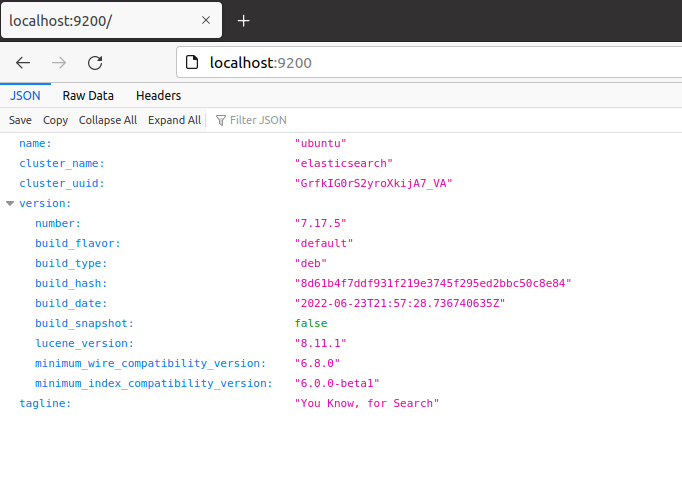 localhost:9200/
localhost:9200
JSON Raw Data Headers
Save Copy Collapse All Expand All Filter JSON
name: "ubuntu"
cluster_name: "elasticsearch"
cluster_uuid: "GrfkIG0rS2yroXkijA7_VA"
version:
number: "7.17.5"
build_flavor: "default"
build_type: "deb"
build_hash: "8d61b4f7ddf931f219e3745f295ed2bbc50c8e84"
build_date: "2022-06-23T21:57:28.736740635Z"
build_snapshot: false
lucene_version: "8.11.1"
minimum_wire_compatibility_version: "6.8.0"
minimum_index_compatibility_version: "6.0.0-beta1"
tagline: "You Know, for Search"